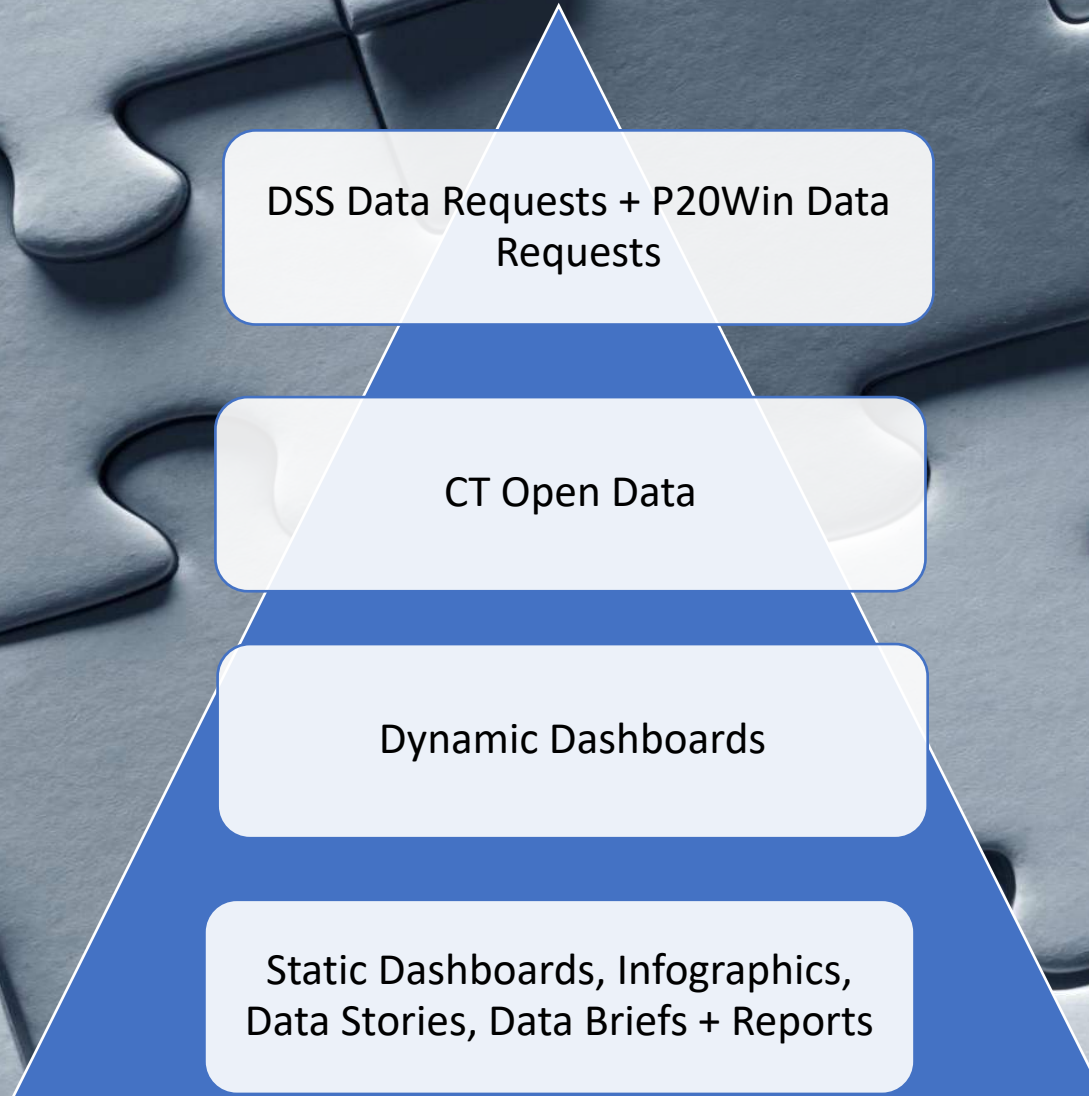 DSS Data Requests + P20Win Data
Requests
CT Open Data
Dynamic Dashboards
Static Dashboards, Infographics,
Data Stories, Data Briefs + Reports